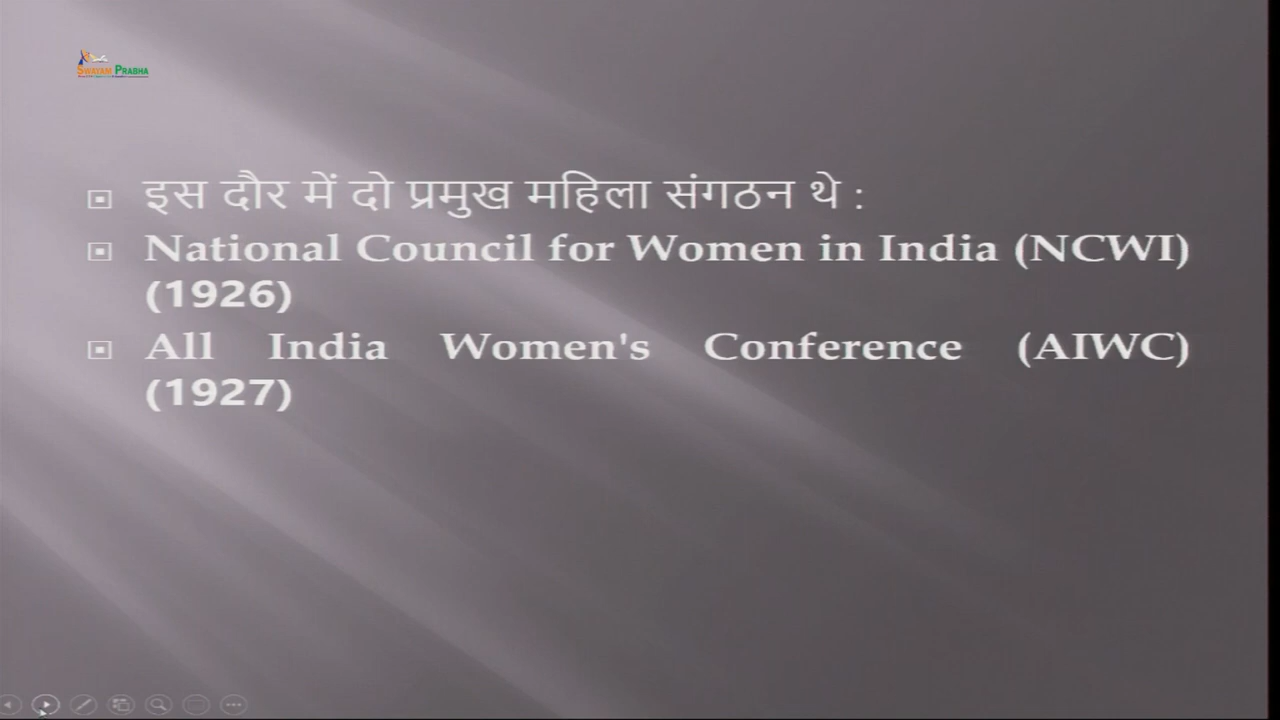 SWAYAM PRABHA
इस दौर में दो प्रमुख महिला संगठन थे :
National Council for Women in India (NCWI)
(1926)
All India Women's Conference (AIWC)
(1927)